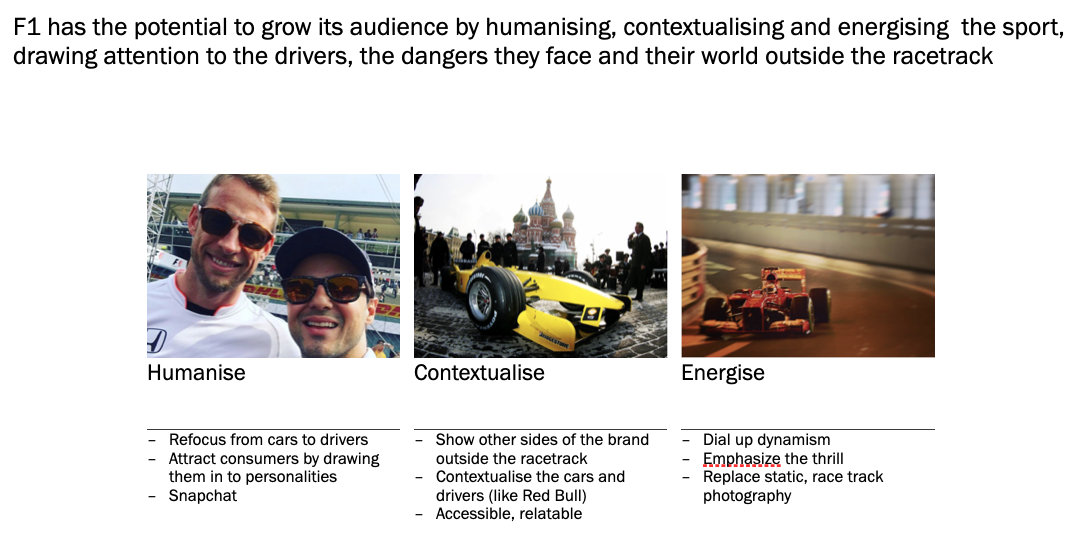 F1 has the potential to grow its audience by humanising, contextualising and energising  the sport,
drawing attention to the drivers, the dangers they face and their world outside the racetrack
Humanise
Contextualise
Energise
– Refocus from cars to drivers
– Attract consumers by drawing
them in to personalities
– Snapchat
– Show other sides of the brand
outside the racetrack
– Contextualise the cars and
drivers (like Red Bull)
– Accessible, relatable
– Dial up dynamism
– Emphasize the thrill
– Replace static, race track
photography